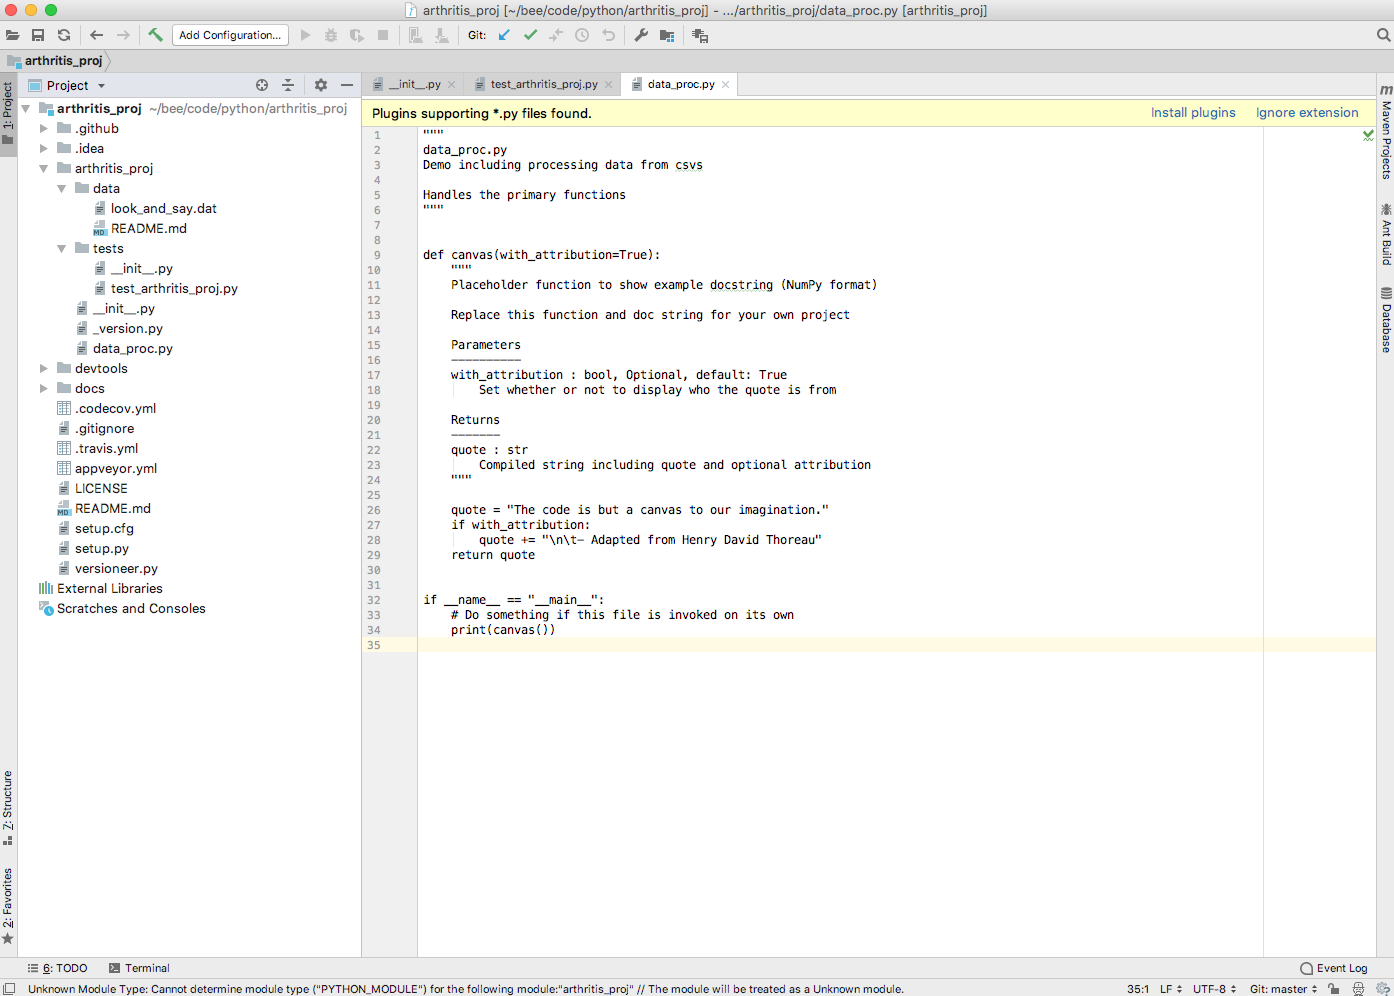 arthritis_proj [~/bee/code/python/arthritis_proj] - .../arthritis_proj/data_proc.py [arthritis_proj]
Add Configuration...
Git:
arthritis_proj
Project
__init__.py
test_arthritis_proj.py
data_proc.py
Plugins supporting *.py files found.
Install plugins
Ignore extension
1: Project
arthritis_proj ~/bee/code/python/arthritis_proj
.github
.idea
arthritis_proj
data
look_and_say.dat
MD README.md
tests
__init__.py
test_arthritis_proj.py
__init__.py
_version.py
data_proc.py
devtools
docs
.codecov.yml
.gitignore
.travis.yml
appveyor.yml
LICENSE
MD README.md
setup.cfg
setup.py
versioneer.py
External Libraries
Scratches and Consoles
7: Structure
2: Favorites
1 """
2 data_proc.py
3 Demo including processing data from csvs
4
5 Handles the primary functions
6 """
7
8
9 def canvas(with_attribution=True):
10     """
11     Placeholder function to show example docstring (NumPy format)
12
13     Replace this function and doc string for your own project
14
15     Parameters
16     ----------
17     with_attribution : bool, Optional, default: True
18         Set whether or not to display who the quote is from
19
20     Returns
21     -------
22     quote : str
23         Compiled string including quote and optional attribution
24     """
25
26     quote = "The code is but a canvas to our imagination."
27     if with_attribution:
28         quote += "\n\t- Adapted from Henry David Thoreau"
29     return quote
30
31
32 if __name__ == "__main__":
33     # Do something if this file is invoked on its own
34     print(canvas())
35
m Maven Projects
Ant Build
Database
6: TODO
Terminal
Event Log
Unknown Module Type: Cannot determine module type ("PYTHON_MODULE") for the following module:"arthritis_proj" // The module will be treated as a Unknown module.
35:1 LF UTF-8 Git: master